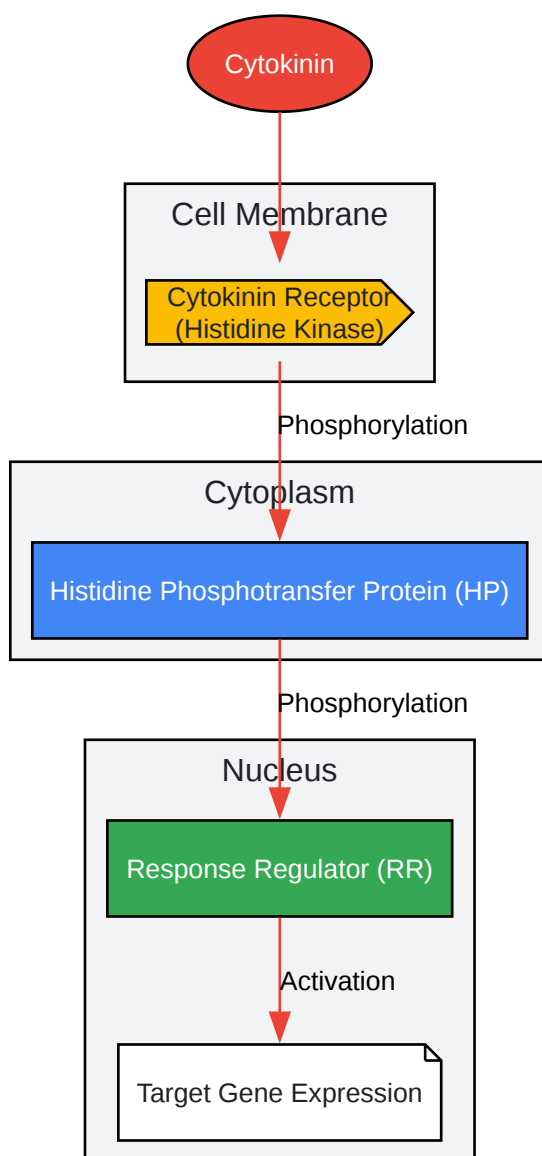 Cytokinin
Cell Membrane
Cytokinin Receptor
(Histidine Kinase)
Phosphorylation
Cytoplasm
Histidine Phosphotransfer Protein (HP)
Phosphorylation
Nucleus
Response Regulator (RR)
Activation
Target Gene Expression